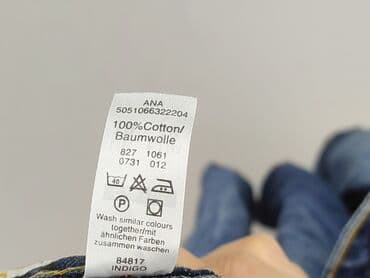 ANA
5051066322204
100%Cotton/
Baumwolle
827 1061
0731 012
40
P
Wash similar colours
together/mit
ähnlichen Farben
zusammen waschen
84817
INDIGO